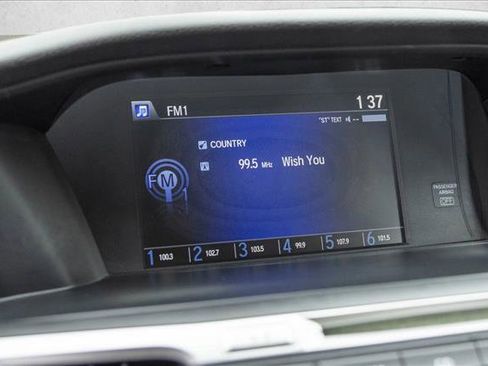 FM1 1 37
"ST" TEXT --
COUNTRY
A 99.5 MHz Wish You
FM 1
PASSENGER
AIRBAG
OFF
1 100.3 2 102.7 3 103.5 4 99.9 5 107.9 6 101.5